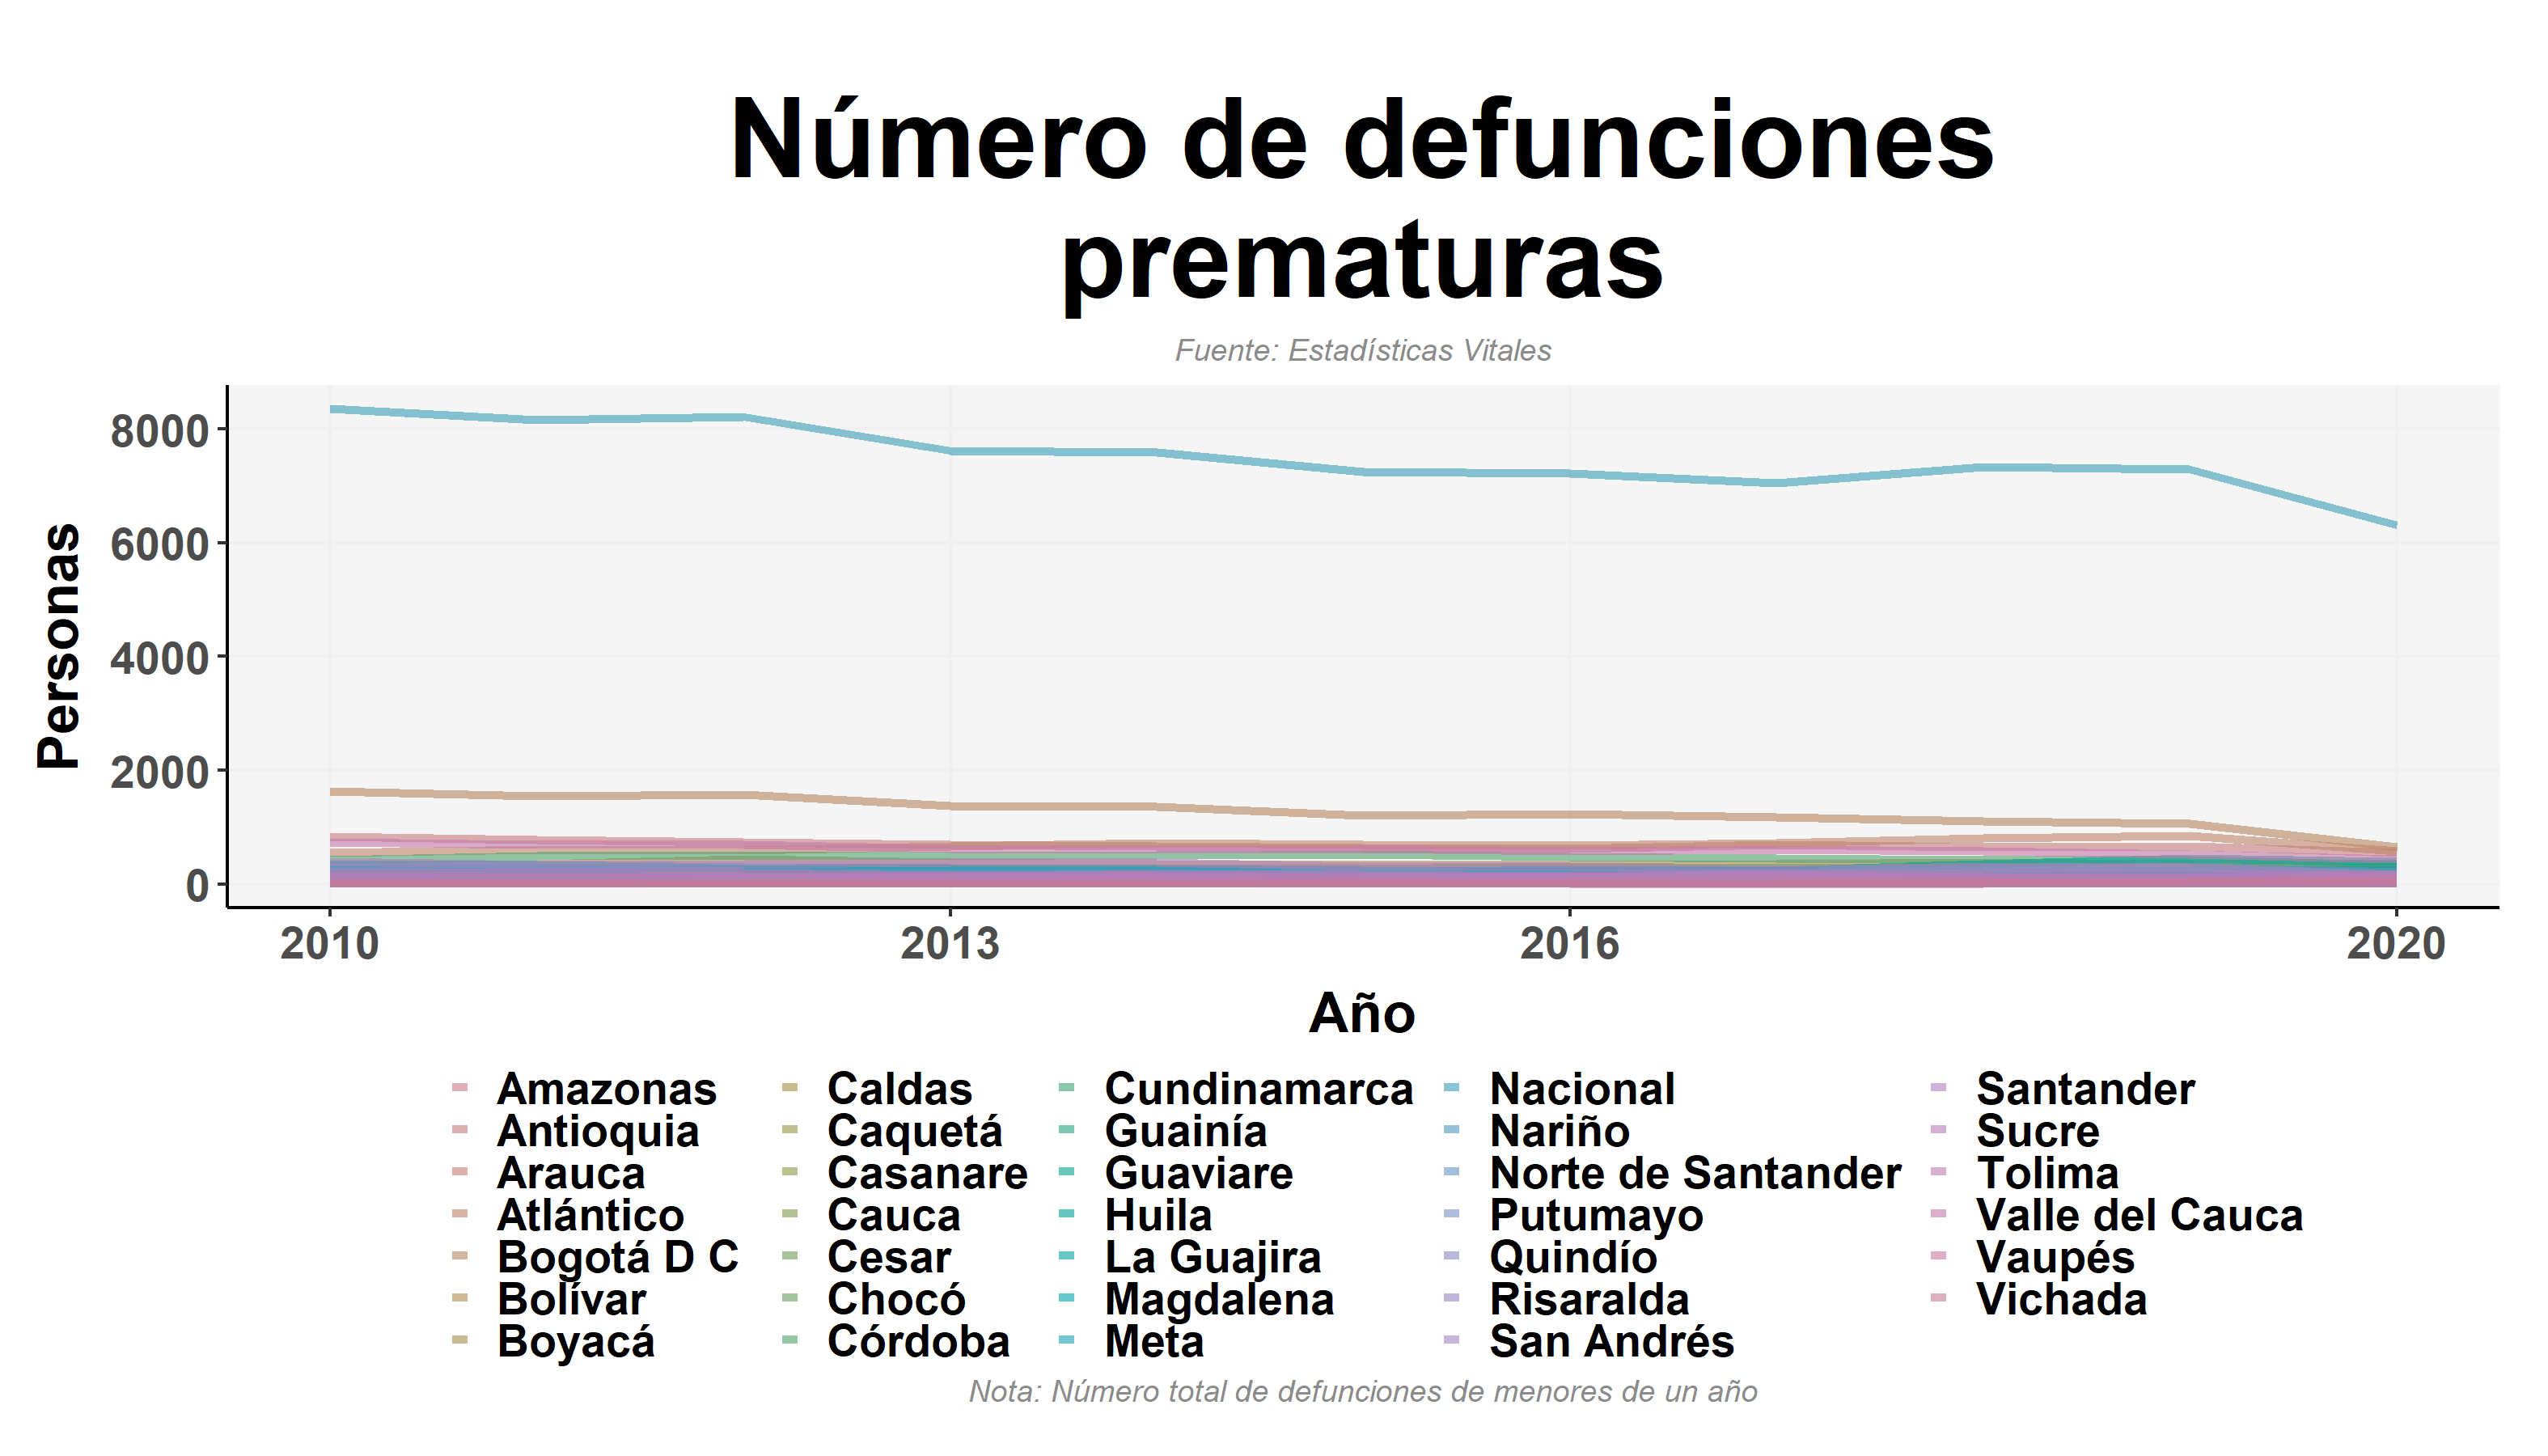 Número de defunciones
prematuras
Fuente: Estadísticas Vitales
8000
6000
4000
2000
0
Personas
2010 2013 2016 2020
Año
Amazonas Caldas Cundinamarca Nacional Santander
Antioquia Caquetá Guainía Nariño Sucre
Arauca Casanare Guaviare Norte de Santander Tolima
Atlántico Cauca Huila Putumayo Valle del Cauca
Bogotá D C Cesar La Guajira Quindío Vaupés
Bolívar Chocó Magdalena Risaralda Vichada
Boyacá Córdoba Meta San Andrés
Nota: Número total de defunciones de menores de un año